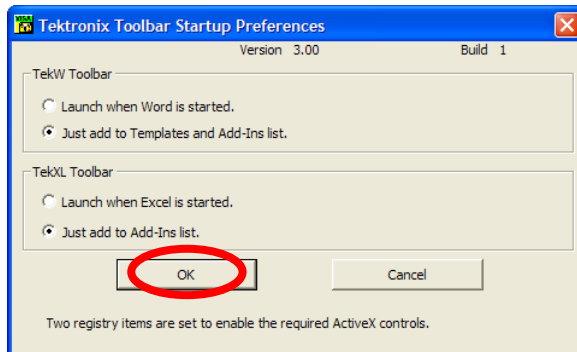 Tektronix Toolbar Startup Preferences
Version 3.00 Build 1
TekW Toolbar
Launch when Word is started.
Just add to Templates and Add-Ins list.
TekXL Toolbar
Launch when Excel is started.
Just add to Add-Ins list.
OK Cancel
Two registry items are set to enable the required ActiveX controls.